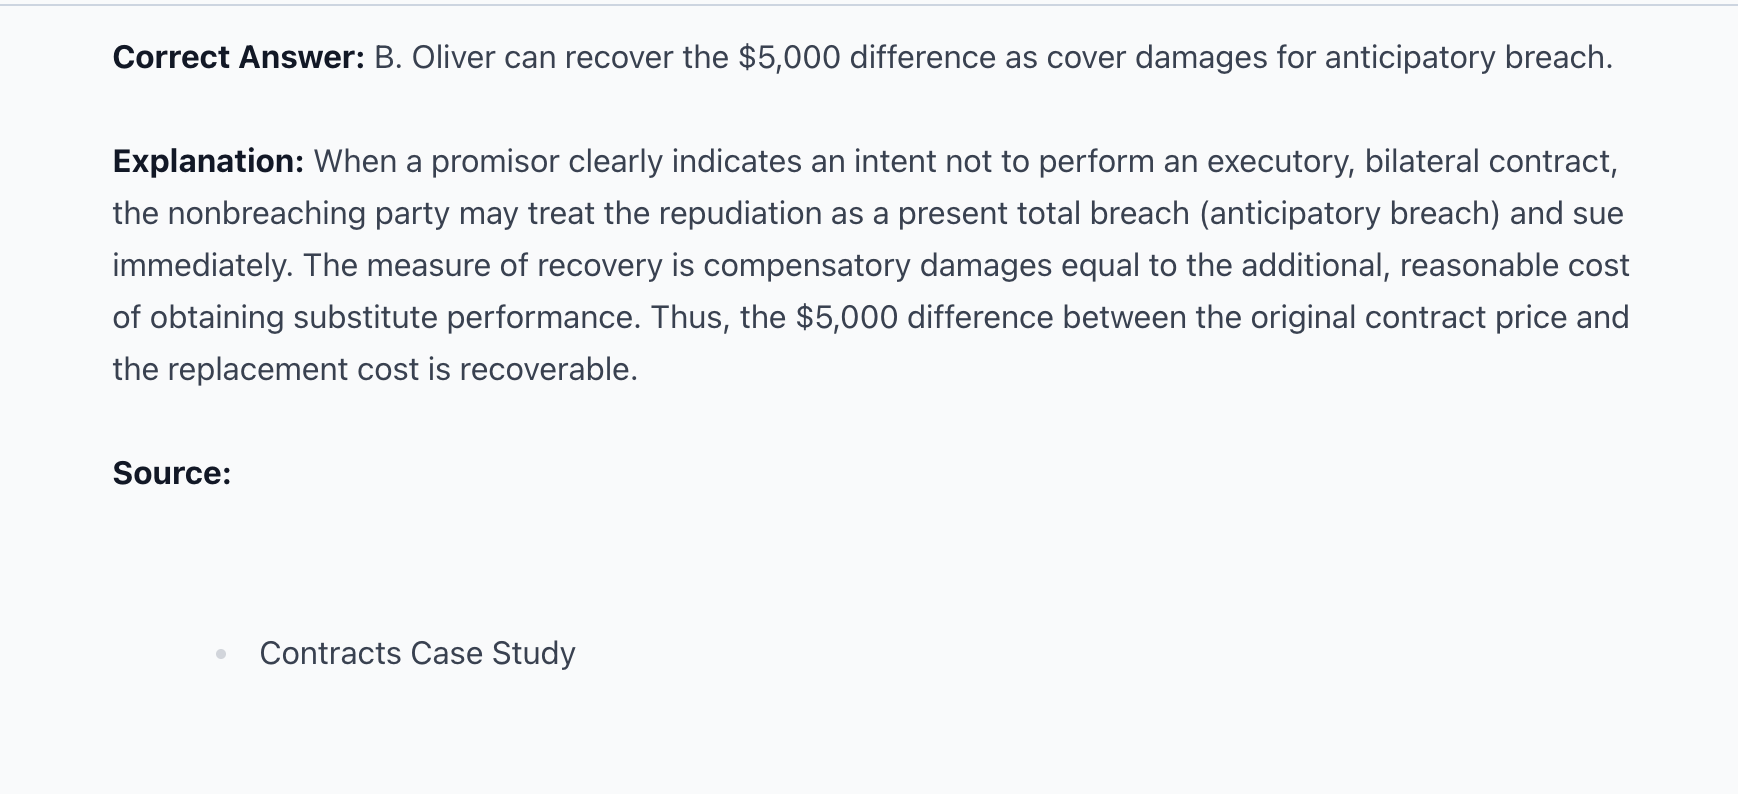 Correct Answer: B. Oliver can recover the $5,000 difference as cover damages for anticipatory breach.
Explanation: When a promisor clearly indicates an intent not to perform an executory, bilateral contract,
the nonbreaching party may treat the repudiation as a present total breach (anticipatory breach) and sue
immediately. The measure of recovery is compensatory damages equal to the additional, reasonable cost
of obtaining substitute performance. Thus, the $5,000 difference between the original contract price and
the replacement cost is recoverable.
Source:
• Contracts Case Study